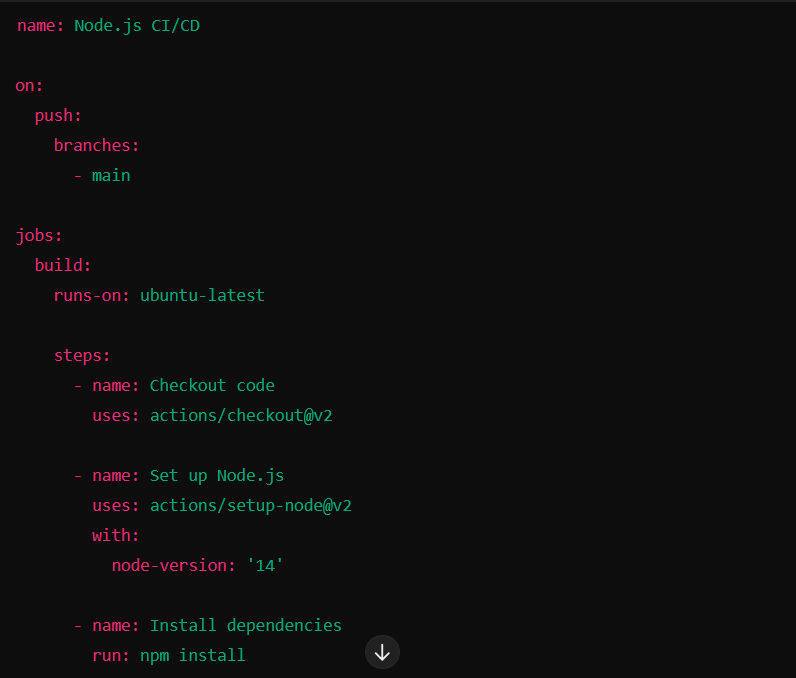 name: Node.js CI/CD
on:
  push:
    branches:
      - main
jobs:
  build:
    runs-on: ubuntu-latest
    steps:
      - name: Checkout code
        uses: actions/checkout@v2
      - name: Set up Node.js
        uses: actions/setup-node@v2
        with:
          node-version: '14'
      - name: Install dependencies
        run: npm install